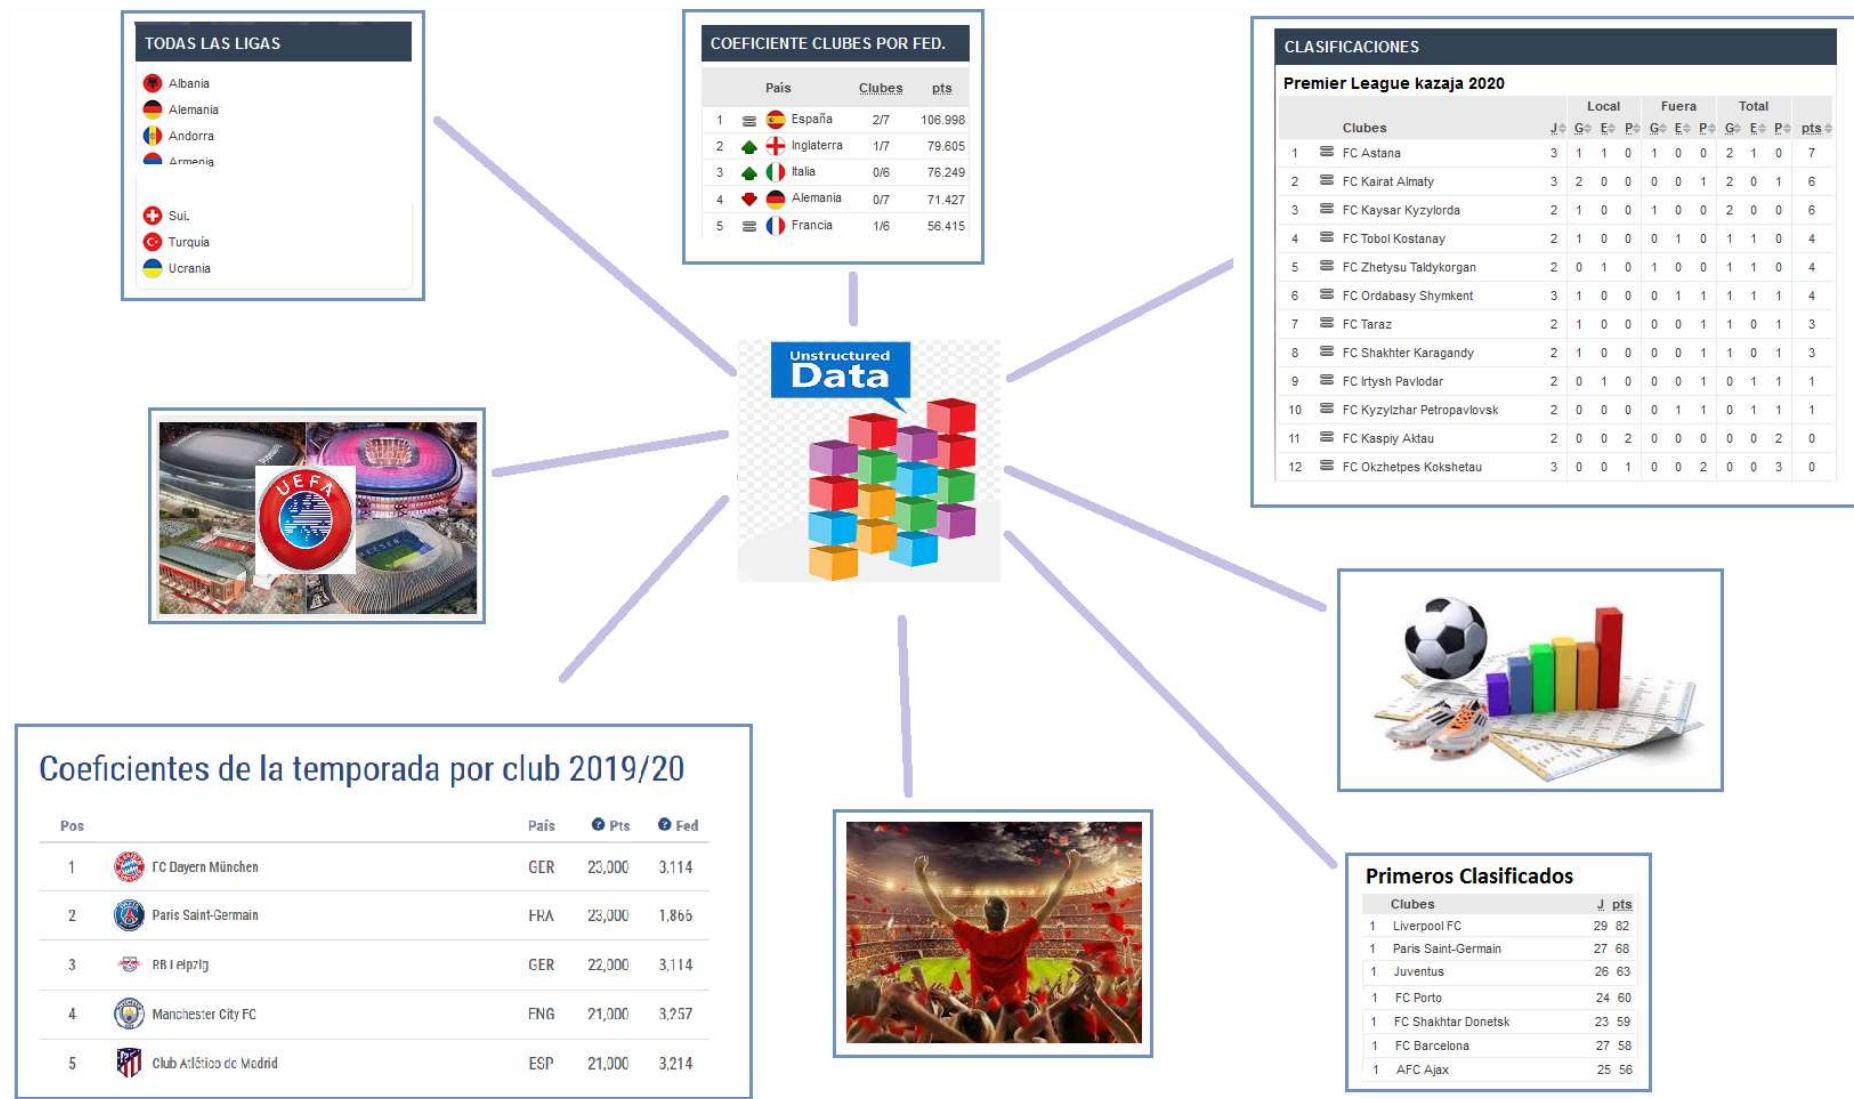 TODAS LAS LIGAS
Albania
Alemania
Andorra
Armenia
Sui.
Turquía
Ucrania
COEFICIENTE CLUBES POR FED.
País Clubes pts
1 España 2/7 106.998
2 Inglaterra 1/7 79.605
3 Italia 0/6 76.249
4 Alemania 0/7 71.427
5 Francia 1/6 56.415
CLASIFICACIONES
Premier League kazaja 2020
Local Fuera Total
Clubes J G E P G E P G E P pts
1 FC Astana 3 1 1 0 1 0 0 2 1 0 7
2 FC Kairat Almaty 3 2 0 0 0 0 1 2 0 1 6
3 FC Kaysar Kyzylorda 2 1 0 0 1 0 0 2 0 0 6
4 FC Tobol Kostanay 2 1 0 0 0 1 0 1 1 0 4
5 FC Zhetysu Taldykorgan 2 0 1 0 1 0 0 1 1 0 4
6 FC Ordabasy Shymkent 3 1 0 0 0 1 1 1 1 1 4
7 FC Taraz 2 1 0 0 0 0 1 1 0 1 3
8 FC Shakhter Karagandy 2 1 0 0 0 0 1 1 0 1 3
9 FC Irtysh Pavlodar 2 0 1 0 0 0 1 0 1 1 1
10 FC Kyzylzhar Petropavlovsk 2 0 0 0 0 1 1 0 1 1 1
11 FC Kaspiy Aktau 2 0 0 2 0 0 0 0 0 2 0
12 FC Okzhetpes Kokshetau 3 0 0 1 0 0 2 0 0 3 0
Unstructured
Data
UEFA
Coeficientes de la temporada por club 2019/20
Pos País Pts Fed
1 FC Bayern München GER 23,000 3,114
2 Paris Saint-Germain FRA 23,000 1,866
3 RB Leipzig GER 22,000 3,114
4 Manchester City FC ENG 21,000 3,257
5 Club Atlético de Madrid ESP 21,000 3,214
Primeros Clasificados
Clubes J pts
1 Liverpool FC 29 82
1 Paris Saint-Germain 27 68
1 Juventus 26 63
1 FC Porto 24 60
1 FC Shakhtar Donetsk 23 59
1 FC Barcelona 27 58
1 AFC Ajax 25 56